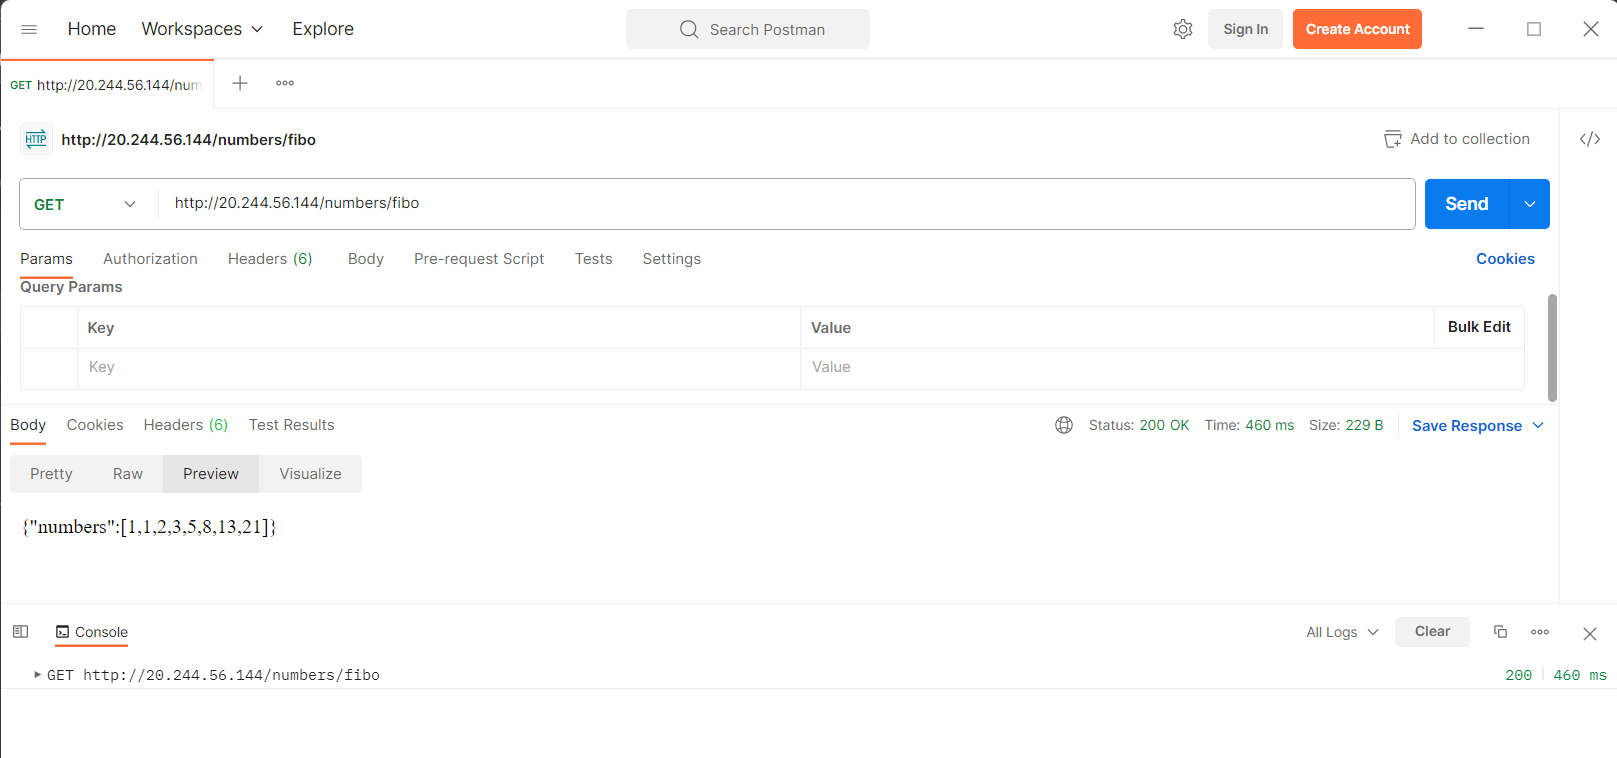 Home Workspaces Explore Search Postman Sign In Create Account
GET http://20.244.56.144/num
HTTP http://20.244.56.144/numbers/fibo Add to collection </>
GET http://20.244.56.144/numbers/fibo Send
Params Authorization Headers (6) Body Pre-request Script Tests Settings Cookies
Query Params
Key Value Bulk Edit
Key Value
Body Cookies Headers (6) Test Results Status: 200 OK Time: 460 ms Size: 229 B Save Response
Pretty Raw Preview Visualize
{"numbers":[1,1,2,3,5,8,13,21]}
Console All Logs Clear
GET http://20.244.56.144/numbers/fibo 200 460 ms